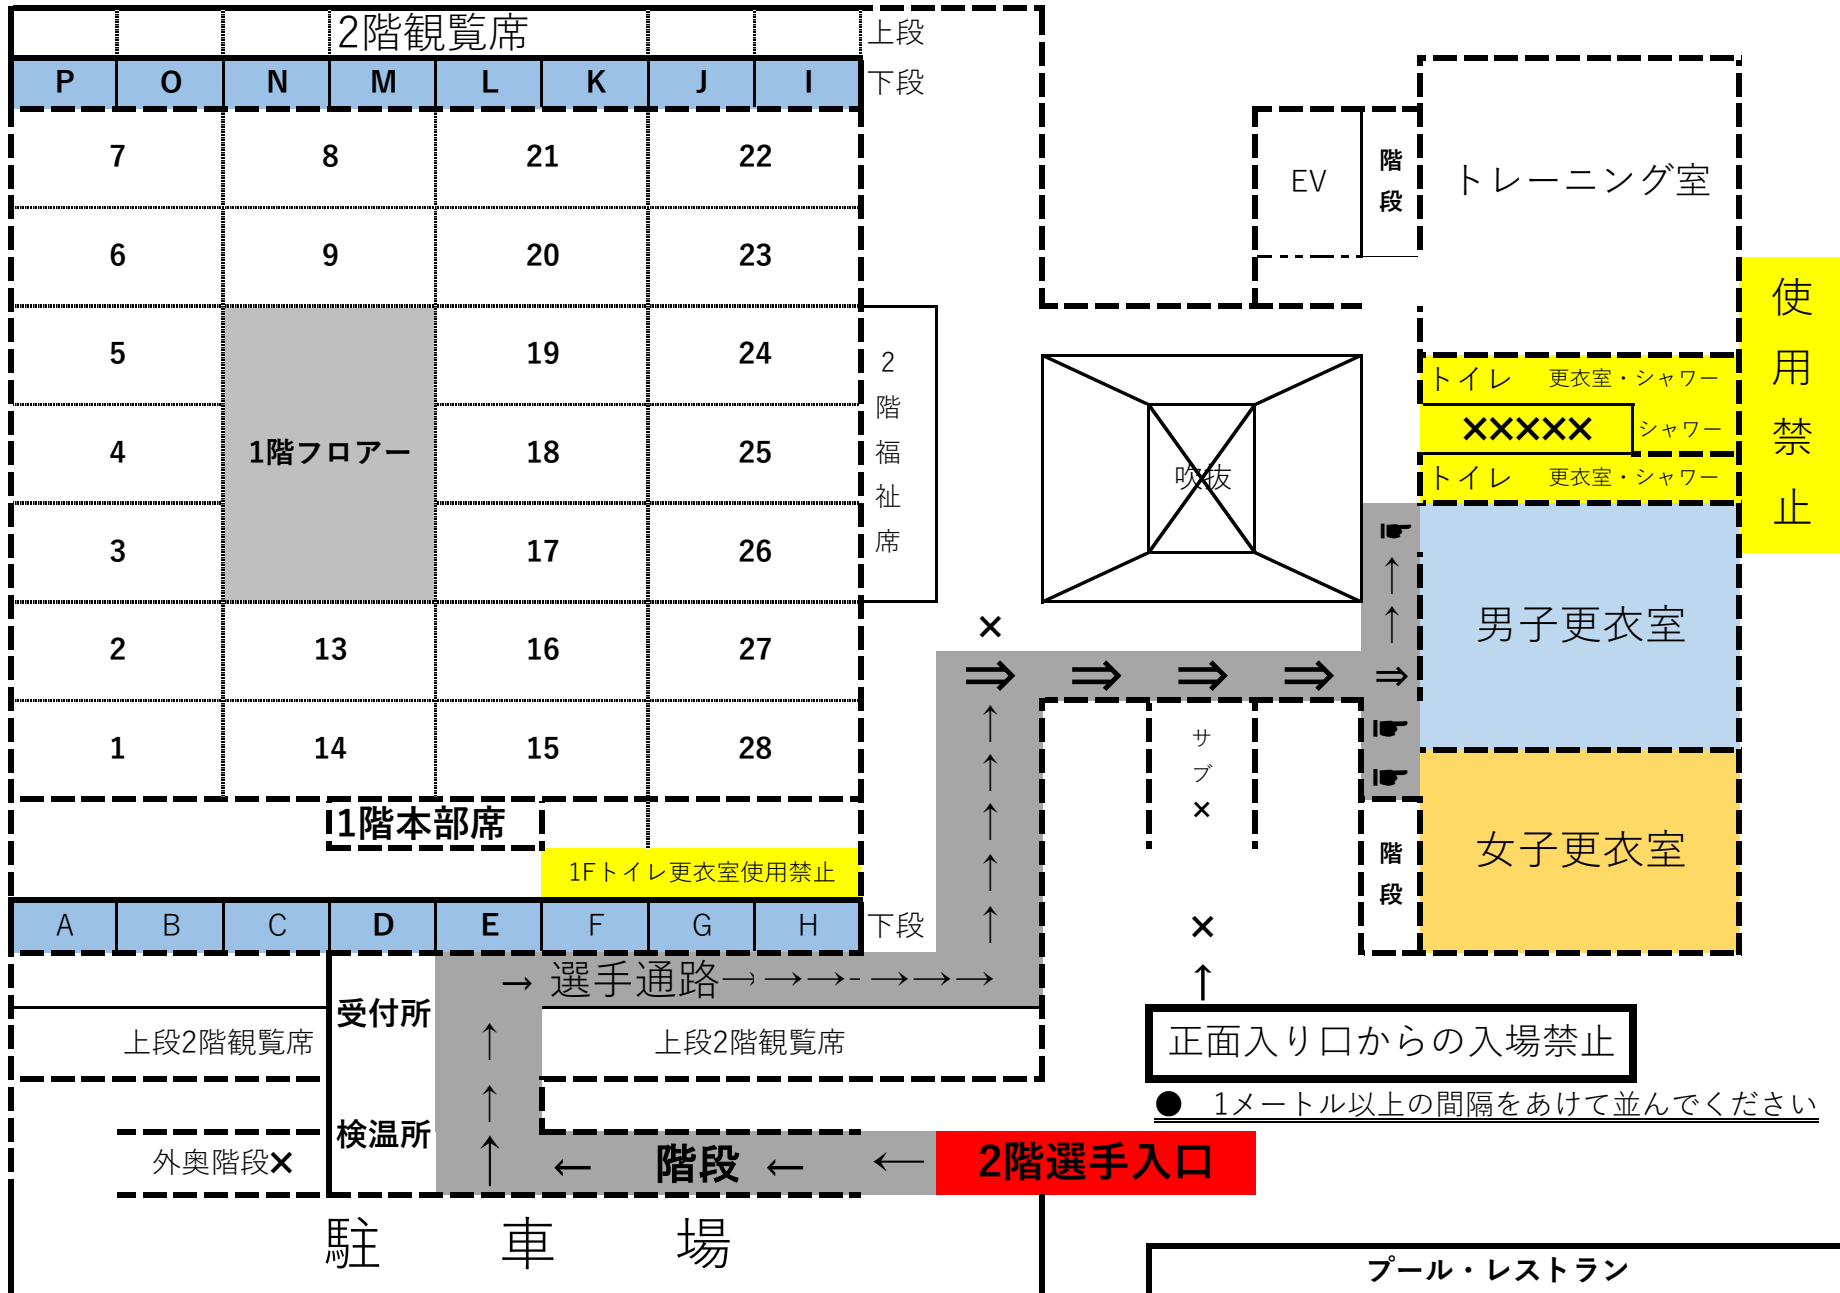 2階観覧席 上段
P O N M L K J I 下段
7 8 21 22
6 9 20 23
5 19 24
4 1階フロアー 18 25
3 17 26
2 13 16 27
1 14 15 28
2階福祉席
1階本部席
1Fトイレ更衣室使用禁止
A B C D E F G H 下段
→ 選手通路→→→-→→→
受付所
上段2階観覧席
上段2階観覧席
検温所
外奥階段×
← 階段 ← ←
2階選手入口
駐車場
EV
階段
トレーニング室
使用禁止
トイレ 更衣室・シャワー
××××× シャワー
トイレ 更衣室・シャワー
吹抜
×
⇒ ⇒ ⇒ ⇒ ⇒
男子更衣室
サブ×
女子更衣室
階段
×
↑
正面入り口からの入場禁止
● 1メートル以上の間隔をあけて並んでください
プール・レストラン